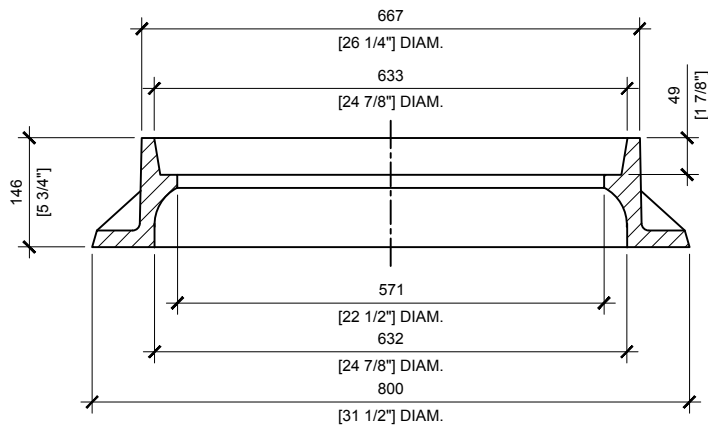 667
[26 1/4"] DIAM.
633
[24 7/8"] DIAM.
49
[1 7/8"]
146
[5 3/4"]
571
[22 1/2"] DIAM.
632
[24 7/8"] DIAM.
800
[31 1/2"] DIAM.